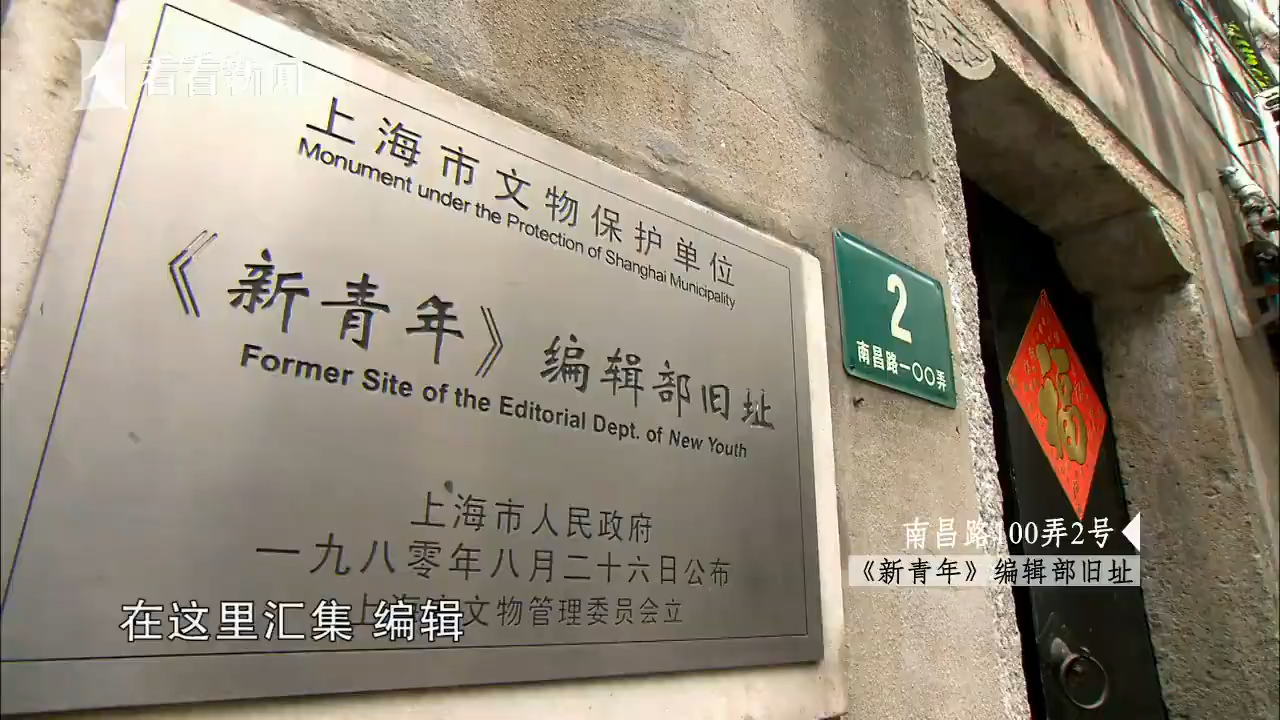 看看新闻
上海市文物保护单位
Monument under the Protection of Shanghai Municipality
《新青年》编辑部旧址
Former Site of the Editorial Dept. of New Youth
上海市人民政府
一九八零年八月二十六日公布
上海市文物管理委员会立
2
南昌路一〇〇弄
福
南昌路100弄2号
《新青年》编辑部旧址
在这里汇集 编辑